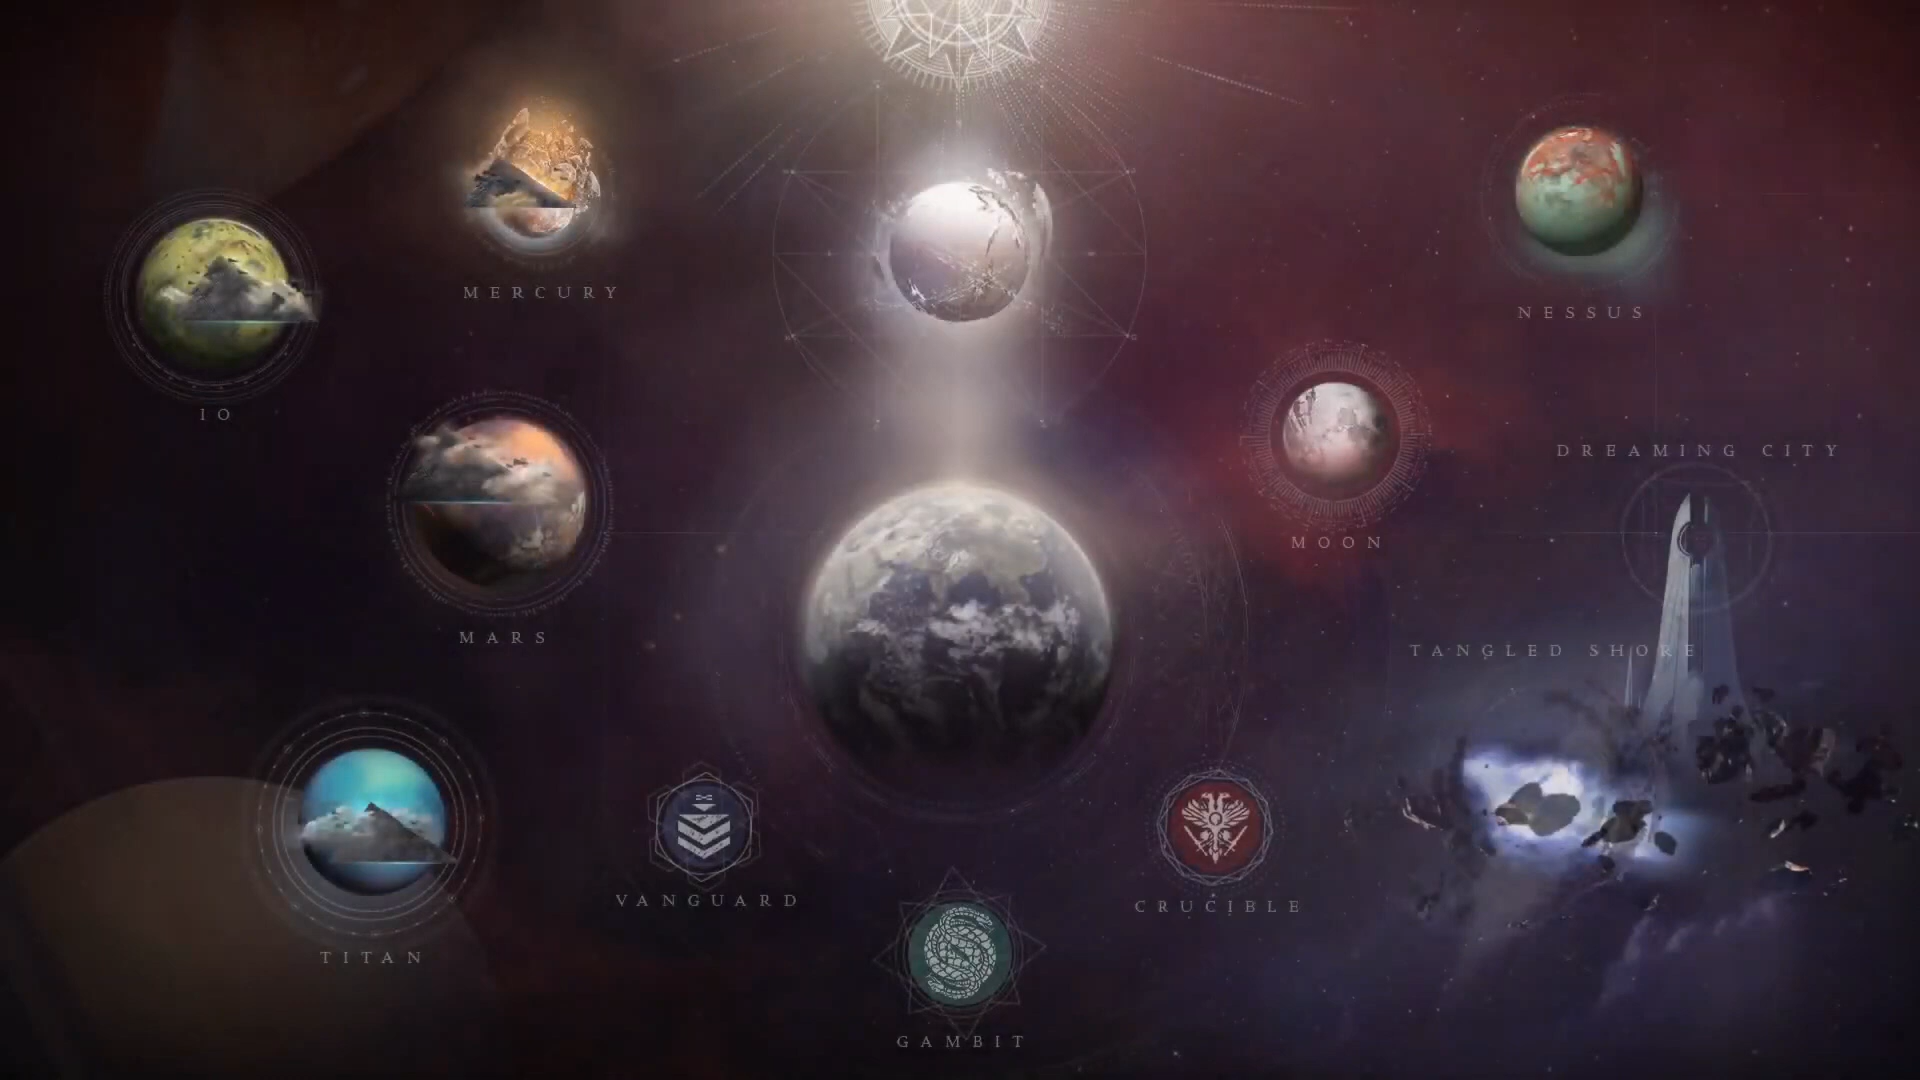 MERCURY
NESSUS
IO
DREAMING CITY
MOON
MARS
TANGLED SHORE
VANGUARD
CRUCIBLE
TITAN
GAMBIT